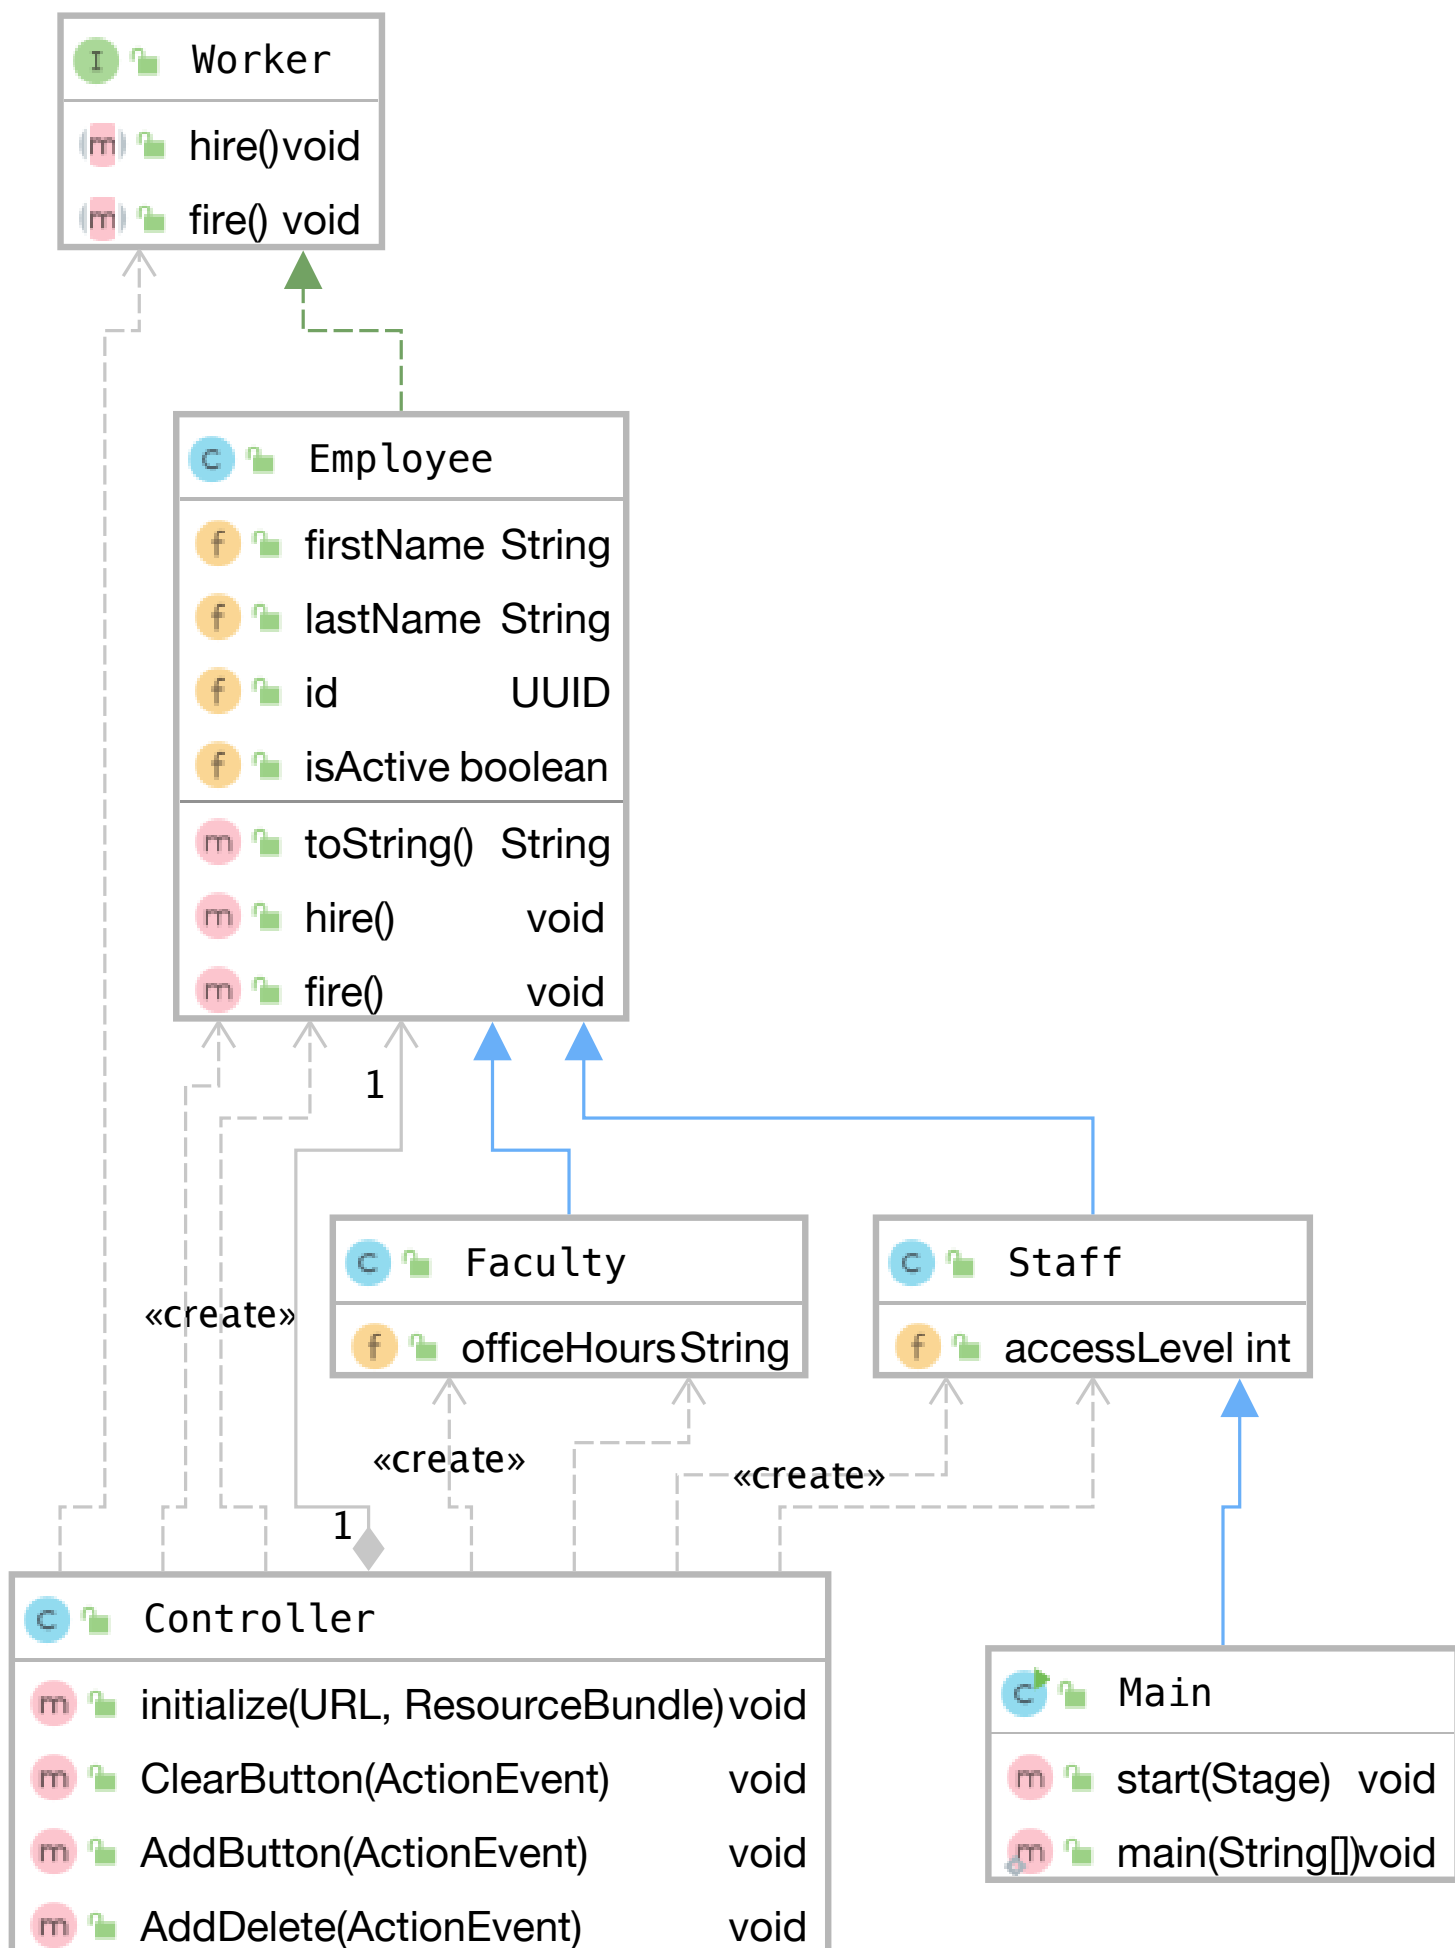 I Worker
m hire() void
m fire() void
C Employee
f firstName String
f lastName String
f id UUID
f isActive boolean
m toString() String
m hire() void
m fire() void
1
C Faculty
f officeHours String
C Staff
f accessLevel int
«create»
«create»
«create»
1
C Controller
m initialize(URL, ResourceBundle) void
m ClearButton(ActionEvent) void
m AddButton(ActionEvent) void
m AddDelete(ActionEvent) void
C Main
m start(Stage) void
m main(String[]) void